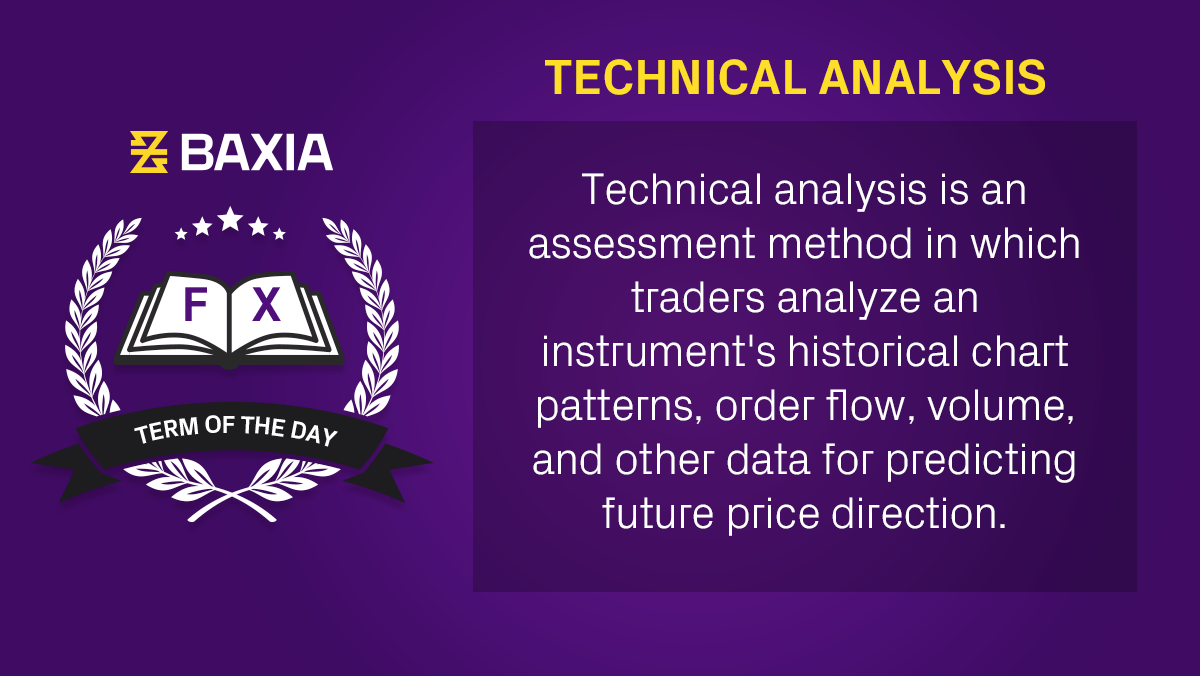 TECHNICAL ANALYSIS
BAXIA
F X
TERM OF THE DAY
Technical analysis is an
assessment method in which
traders analyze an
instrument's historical chart
patterns, order flow, volume,
and other data for predicting
future price direction.